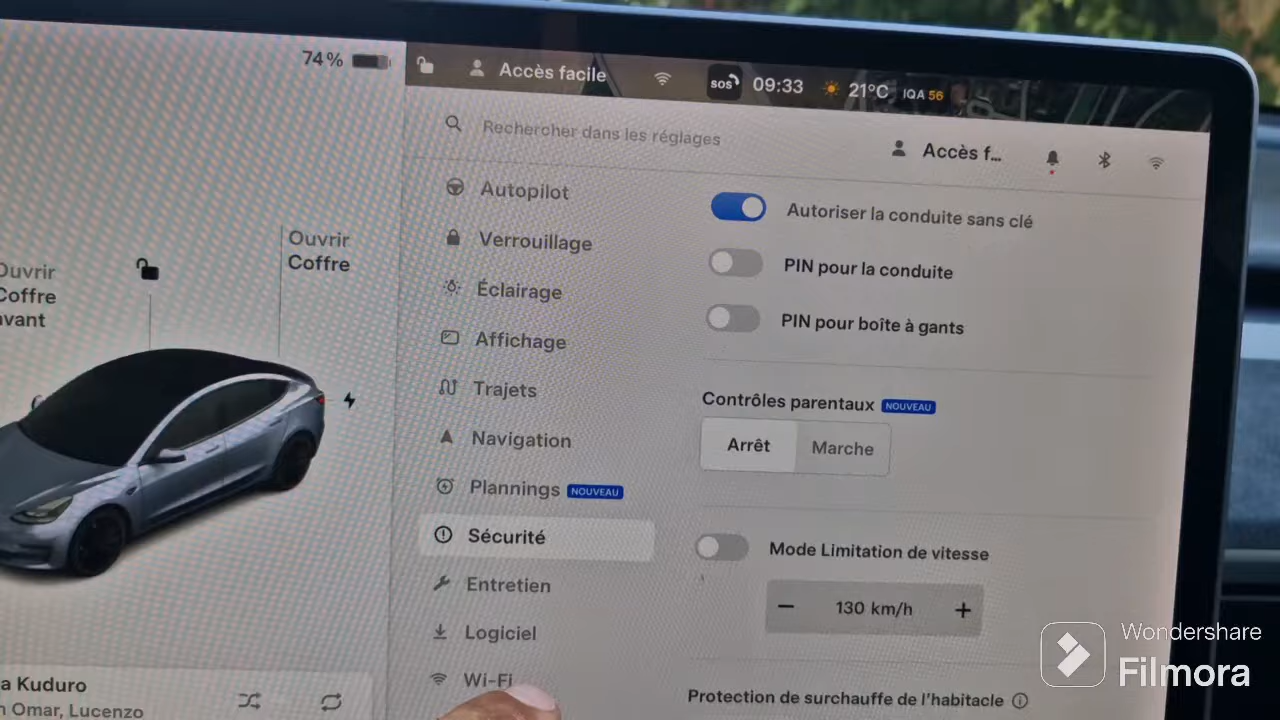 74%
Accès facile
sos
09:33
21°C
IQA 56
Rechercher dans les réglages
Accès f...
Autopilot
Verrouillage
Éclairage
Affichage
Trajets
Navigation
Plannings NOUVEAU
Sécurité
Entretien
Logiciel
Wi-Fi
Ouvrir
Coffre
Ouvrir
Coffre
avant
Autoriser la conduite sans clé
PIN pour la conduite
PIN pour boîte à gants
Contrôles parentaux NOUVEAU
Arrêt Marche
Mode Limitation de vitesse
− 130 km/h +
Protection de surchauffe de l'habitacle
a Kuduro
Omar, Lucenzo
Wondershare
Filmora